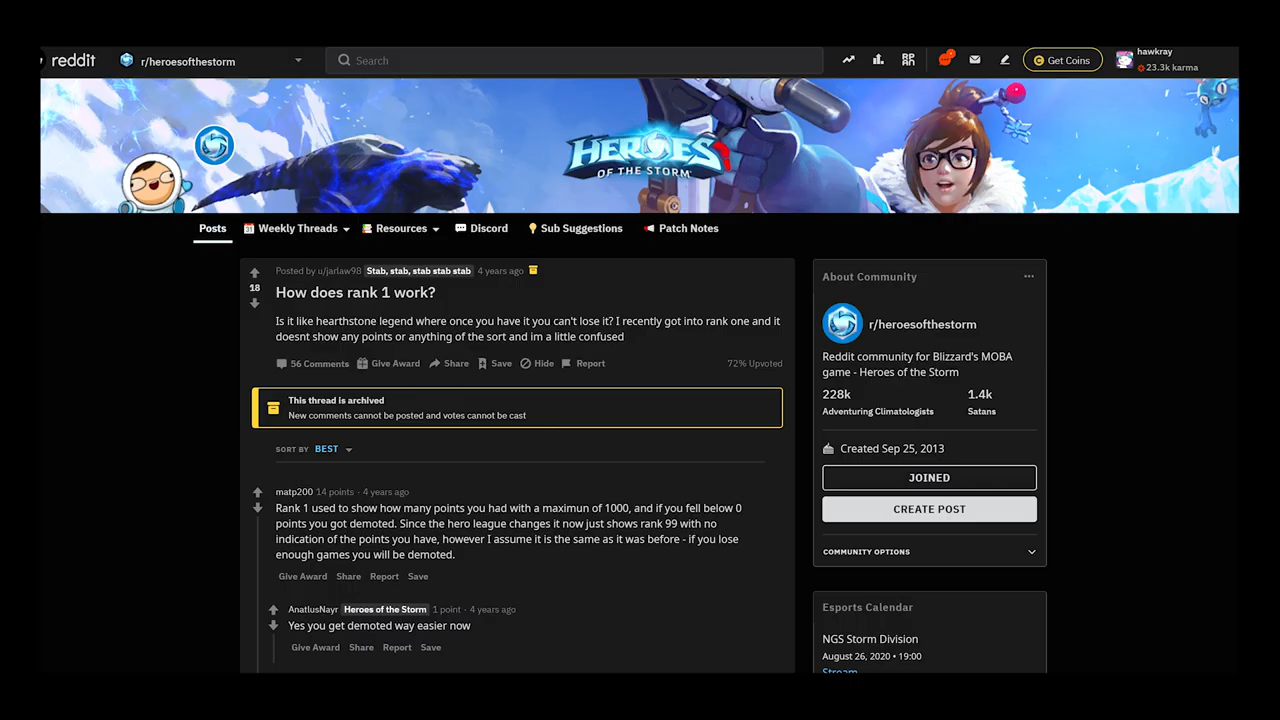 reddit
r/heroesofthestorm
Search
Get Coins
hawkray
23.3k karma
HEROES
OF THE STORM
Posts
Weekly Threads
Resources
Discord
Sub Suggestions
Patch Notes
Posted by u/jarlaw98 Stab, stab, stab stab stab 4 years ago
18
How does rank 1 work?
Is it like hearthstone legend where once you have it you can't lose it? I recently got into rank one and it
doesnt show any points or anything of the sort and im a little confused
56 Comments Give Award Share Save Hide Report 72% Upvoted
This thread is archived
New comments cannot be posted and votes cannot be cast
SORT BY BEST
matp200 14 points · 4 years ago
Rank 1 used to show how many points you had with a maximun of 1000, and if you fell below 0
points you got demoted. Since the hero league changes it now just shows rank 99 with no
indication of the points you have, however I assume it is the same as it was before - if you lose
enough games you will be demoted.
Give Award Share Report Save
AnatlusNayr Heroes of the Storm 1 point · 4 years ago
Yes you get demoted way easier now
Give Award Share Report Save
About Community
r/heroesofthestorm
Reddit community for Blizzard's MOBA
game - Heroes of the Storm
228k 1.4k
Adventuring Climatologists Satans
Created Sep 25, 2013
JOINED
CREATE POST
COMMUNITY OPTIONS
Esports Calendar
NGS Storm Division
August 26, 2020 • 19:00
Stream